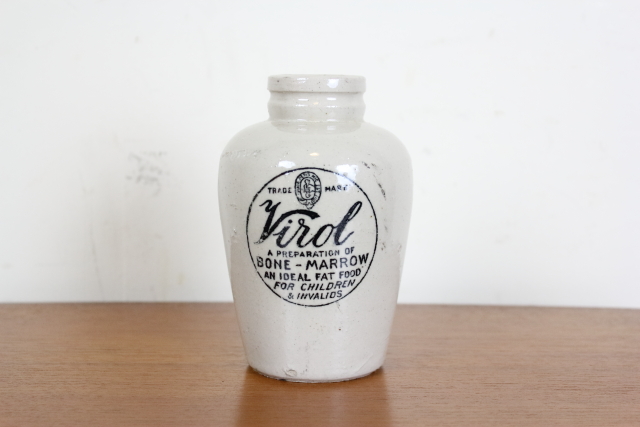 TRADE MARK
Virol
A PREPARATION OF
BONE-MARROW
AN IDEAL FAT FOOD
FOR CHILDREN
& INVALIDS